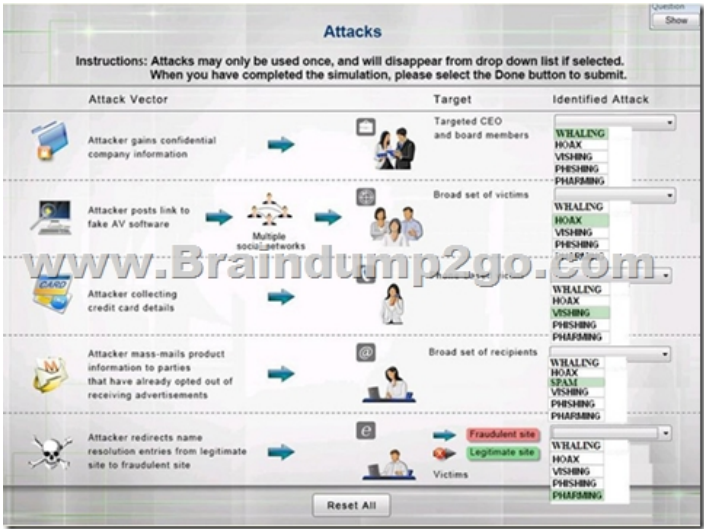 Question
Show
Attacks
Instructions: Attacks may only be used once, and will disappear from drop down list if selected.
When you have completed the simulation, please select the Done button to submit.
Attack Vector
Target
Identified Attack
Attacker gains confidential
company information
Targeted CEO
and board members
WHALING
HOAX
VISHING
PHISHING
PHARMING
Attacker posts link to
fake AV software
Multiple
social networks
Broad set of victims
WHALING
HOAX
VISHING
PHISHING
www.Braindump2go.com
CARD
Attacker collecting
credit card details
WHALING
HOAX
VISHING
PHISHING
PHARMING
Attacker mass-mails product
information to parties
that have already opted out of
receiving advertisements
@
Broad set of recipients
WHALING
HOAX
SPAM
VISHING
PHISHING
PHARMING
Attacker redirects name
resolution entries from legitimate
site to fraudulent site
e
Fraudulent site
Legitimate site
Victims
WHALING
HOAX
VISHING
PHISHING
PHARMING
Reset All